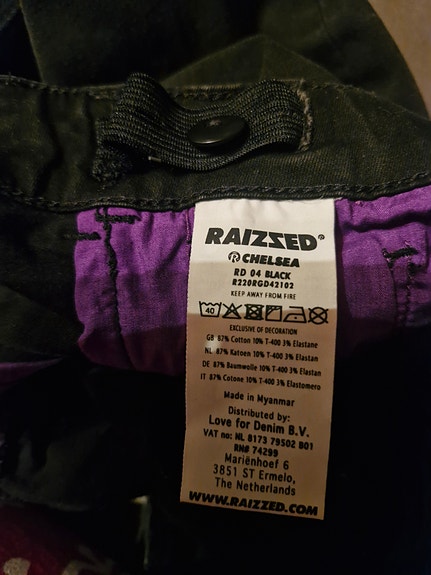 RAIZZED®
R CHELSEA
RD 04 BLACK
R220RGD42102
KEEP AWAY FROM FIRE
40
EXCLUSIVE OF DECORATION
GB 87% Cotton 10% T-400 3% Elastane
NL 87% Katoen 10% T-400 3% Elastan
DE 87% Baumwolle 10% T-400 3% Elastan
IT 87% Cotone 10% T-400 3% Elastomero
Made in Myanmar
Distributed by:
Love for Denim B.V.
VAT no: NL 8173 79502 B01
RN# 74299
Mariënhoef 6
3851 ST Ermelo,
The Netherlands
WWW.RAIZZED.COM